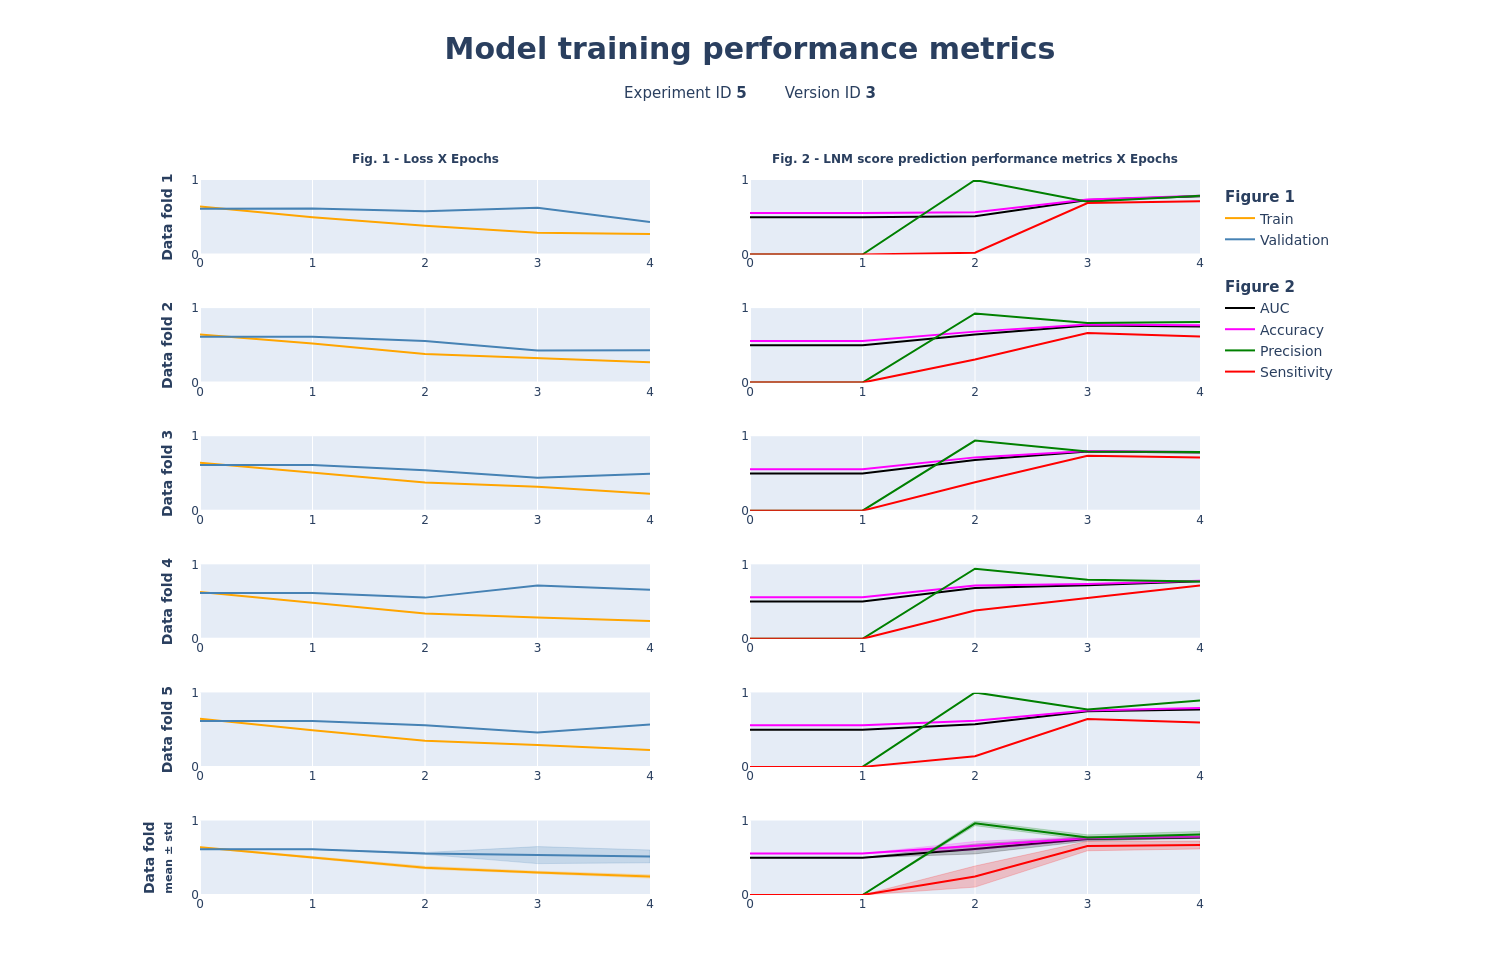 Model training performance metrics
Experiment ID 5 Version ID 3
Fig. 1 - Loss X Epochs
Fig. 2 - LNM score prediction performance metrics X Epochs
Data fold 1
1
0
0 1 2 3 4
1
0
0 1 2 3 4
Figure 1
Train
Validation
Figure 2
AUC
Accuracy
Precision
Sensitivity
Data fold 2
1
0
0 1 2 3 4
1
0
0 1 2 3 4
Data fold 3
1
0
0 1 2 3 4
1
0
0 1 2 3 4
Data fold 4
1
0
0 1 2 3 4
1
0
0 1 2 3 4
Data fold 5
1
0
0 1 2 3 4
1
0
0 1 2 3 4
Data fold
mean ± std
1
0
0 1 2 3 4
1
0
0 1 2 3 4